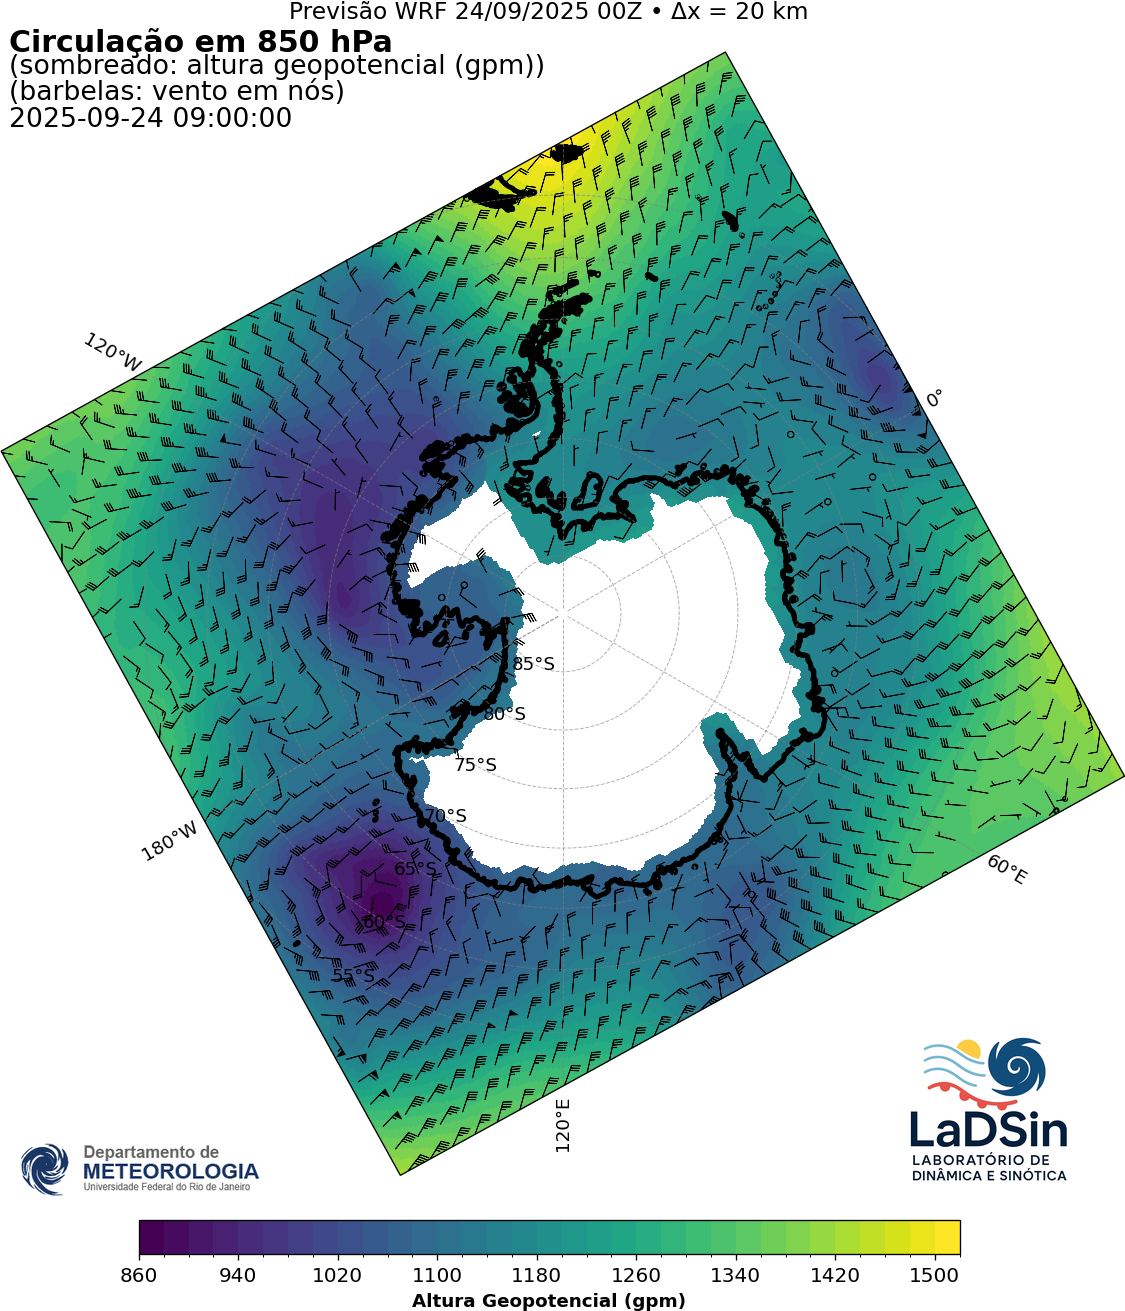 Previsão WRF 24/09/2025 00Z • Δx = 20 km
Circulação em 850 hPa
(sombreado: altura geopotencial (gpm))
(barbelas: vento em nós)
2025-09-24 09:00:00
120°W
0°
85°S
80°S
75°S
70°S
180°W
65°S
60°E
60°S
55°S
120°E
LaDSin
LABORATÓRIO DE
DINÂMICA E SINÓTICA
Departamento de
METEOROLOGIA
Universidade Federal do Rio de Janeiro
860 940 1020 1100 1180 1260 1340 1420 1500
Altura Geopotencial (gpm)